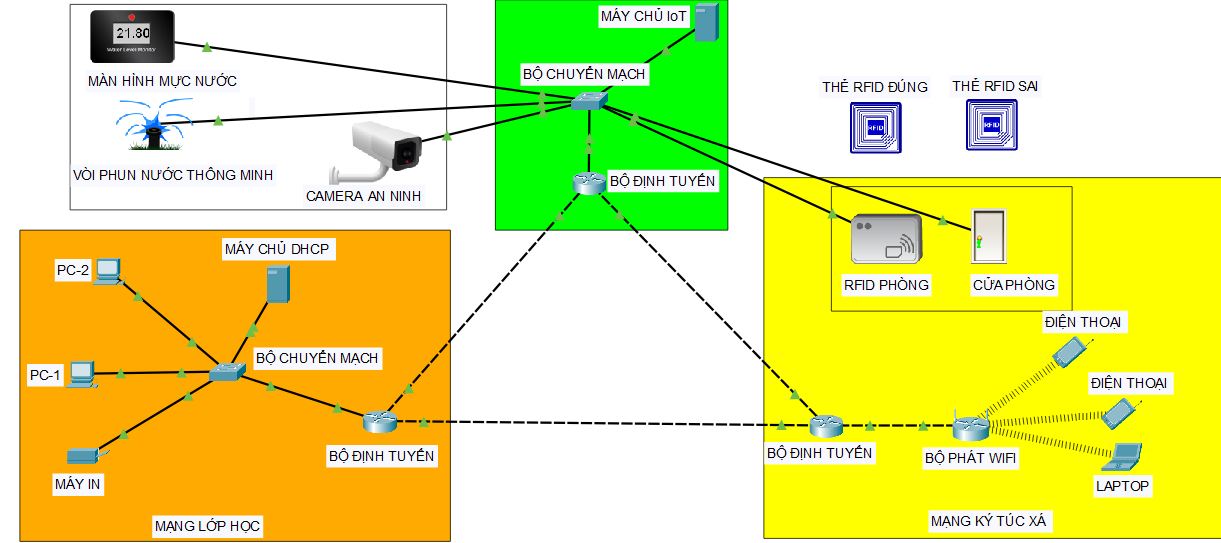 21.80
Water Level Monitor
MÀN HÌNH MỰC NƯỚC
VÒI PHUN NƯỚC THÔNG MINH
CAMERA AN NINH
MÁY CHỦ IoT
BỘ CHUYỂN MẠCH
BỘ ĐỊNH TUYẾN
THẺ RFID ĐÚNG
THẺ RFID SAI
RFID
RFID
RFID PHÒNG
CỬA PHÒNG
MÁY CHỦ DHCP
PC-2
BỘ CHUYỂN MẠCH
PC-1
BỘ ĐỊNH TUYẾN
MÁY IN
MẠNG LỚP HỌC
ĐIỆN THOẠI
ĐIỆN THOẠI
BỘ ĐỊNH TUYẾN
BỘ PHÁT WIFI
LAPTOP
MẠNG KÝ TÚC XÁ